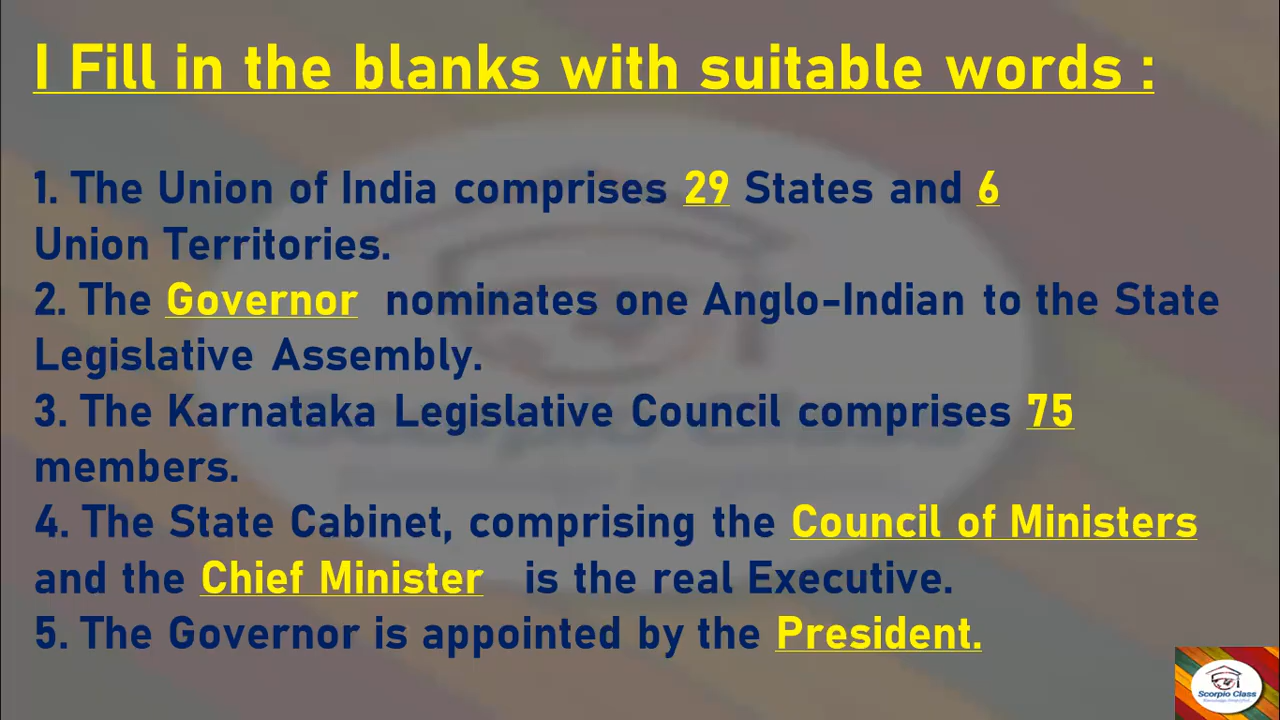 I Fill in the blanks with suitable words :
1. The Union of India comprises 29 States and 6
Union Territories.
2. The Governor nominates one Anglo-Indian to the State
Legislative Assembly.
3. The Karnataka Legislative Council comprises 75
members.
4. The State Cabinet, comprising the Council of Ministers
and the Chief Minister is the real Executive.
5. The Governor is appointed by the President.
Scorpio Class